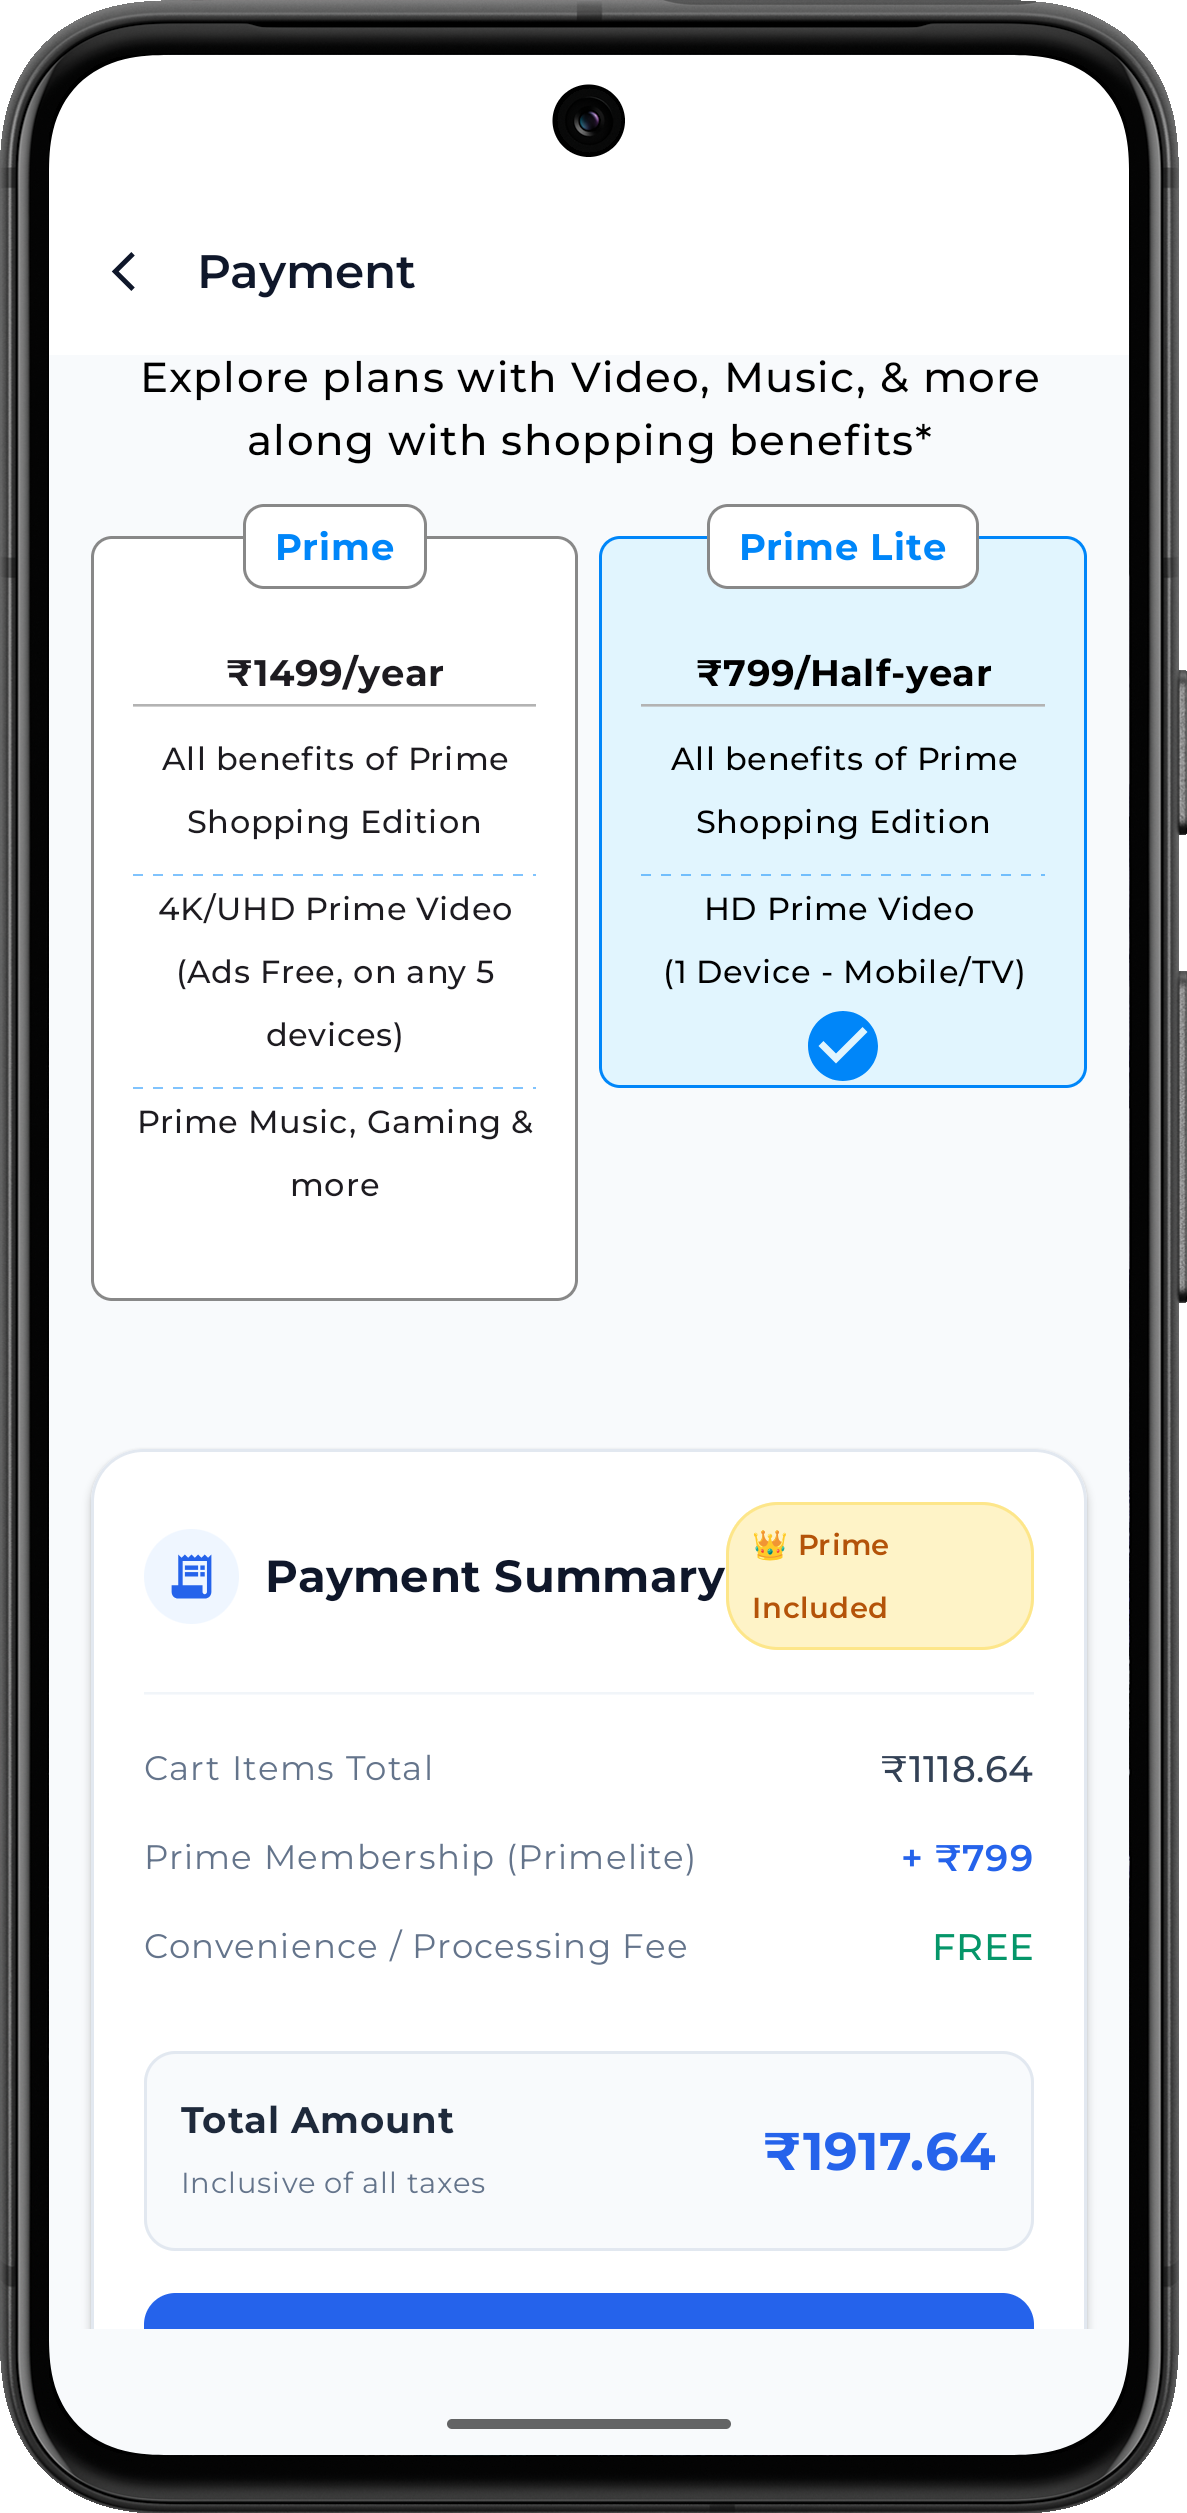 Payment
Explore plans with Video, Music, & more
along with shopping benefits*
Prime
₹1499/year
All benefits of Prime
Shopping Edition
4K/UHD Prime Video
(Ads Free, on any 5
devices)
Prime Music, Gaming &
more
Prime Lite
₹799/Half-year
All benefits of Prime
Shopping Edition
HD Prime Video
(1 Device - Mobile/TV)
Payment Summary
👑 Prime
Included
Cart Items Total ₹1118.64
Prime Membership (Primelite) + ₹799
Convenience / Processing Fee FREE
Total Amount
Inclusive of all taxes
₹1917.64